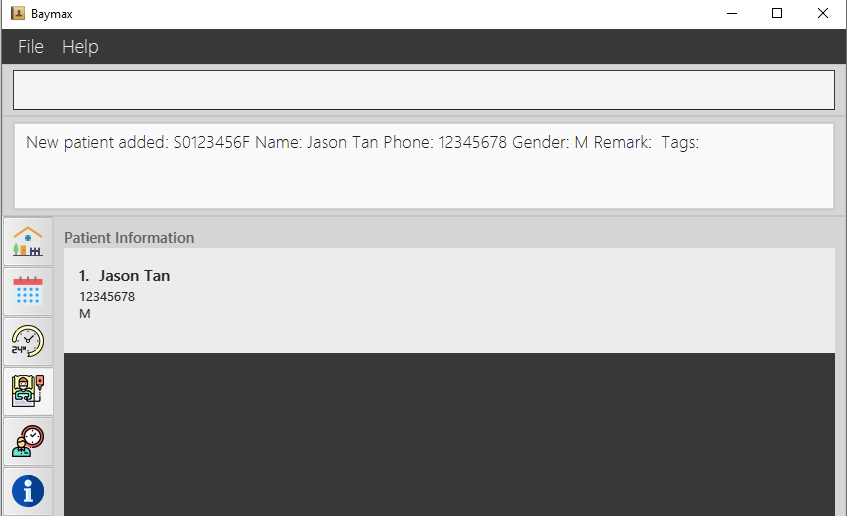 Baymax
File Help
New patient added: S0123456F Name: Jason Tan Phone: 12345678 Gender: M Remark:  Tags:
Patient Information
1. Jason Tan
12345678
M
24H